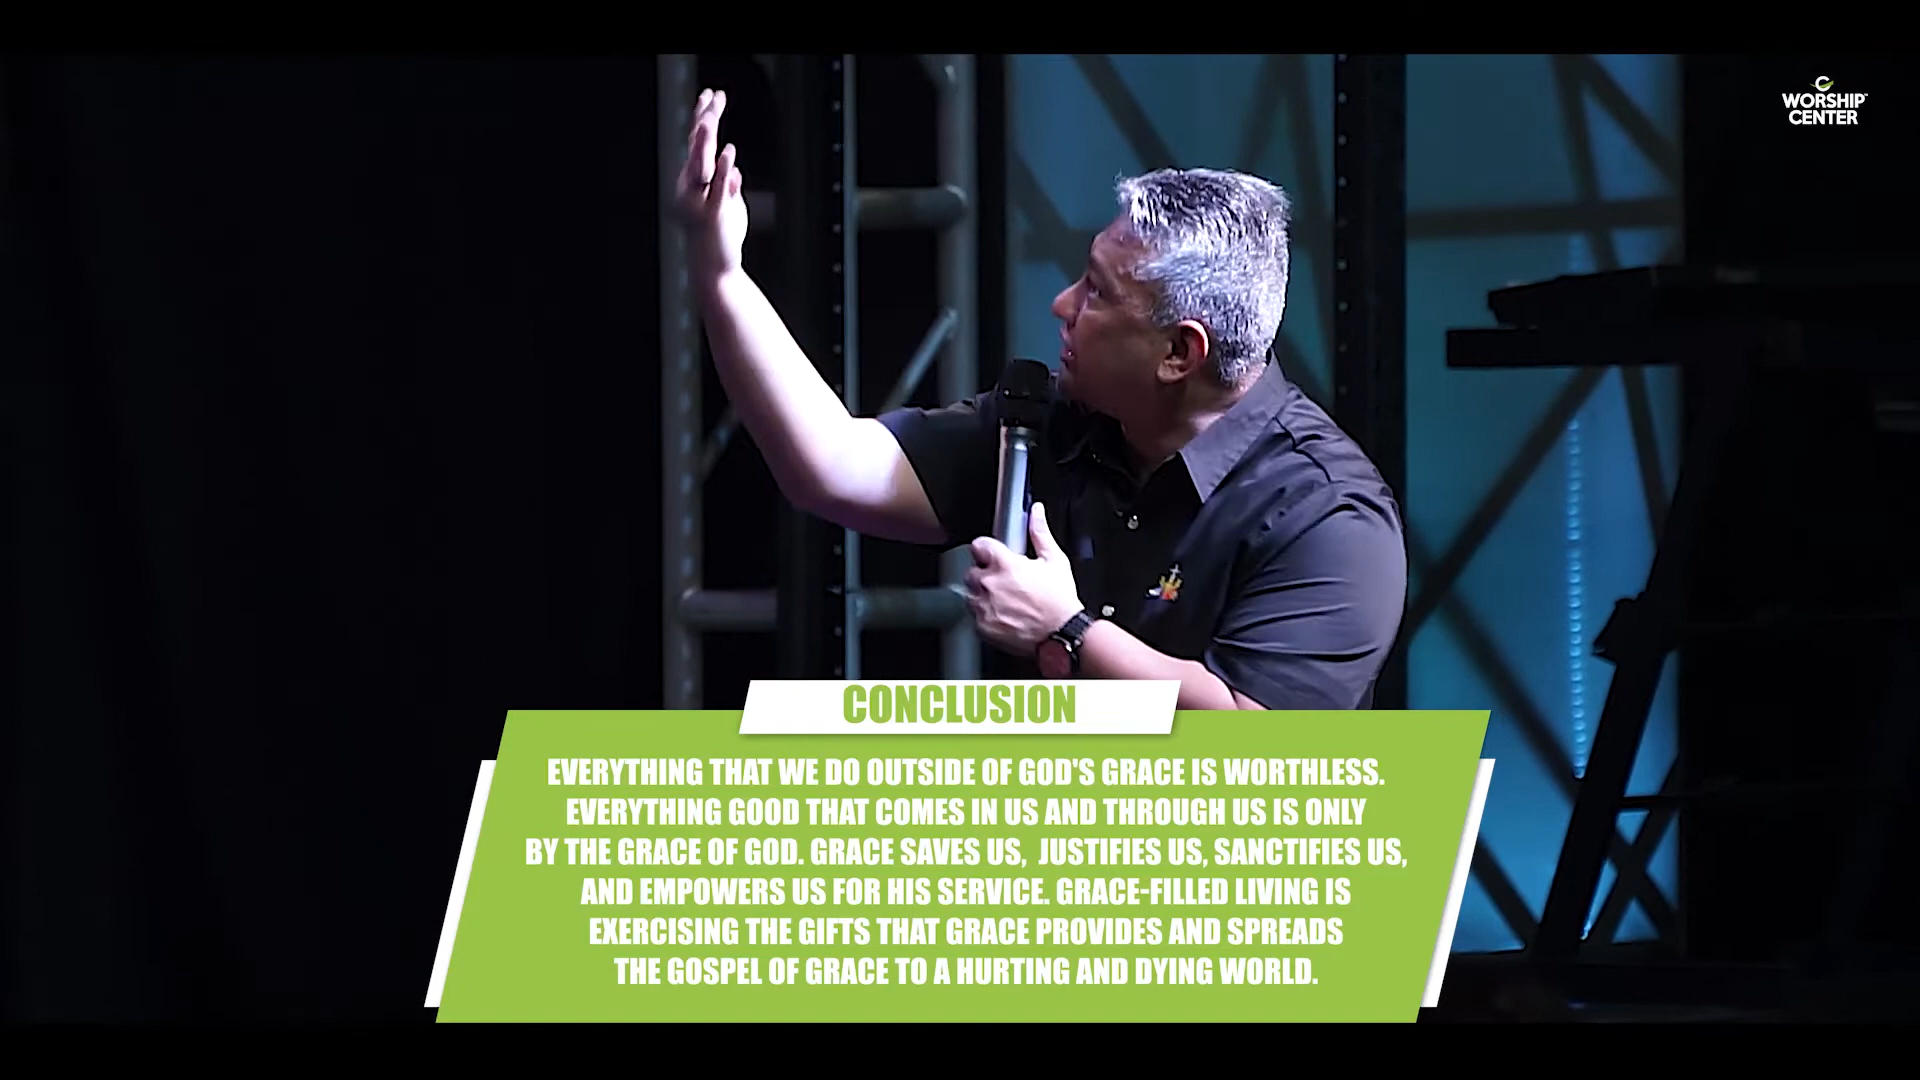 WORSHIP
CENTER
CONCLUSION
EVERYTHING THAT WE DO OUTSIDE OF GOD'S GRACE IS WORTHLESS.
EVERYTHING GOOD THAT COMES IN US AND THROUGH US IS ONLY
BY THE GRACE OF GOD. GRACE SAVES US, JUSTIFIES US, SANCTIFIES US,
AND EMPOWERS US FOR HIS SERVICE. GRACE-FILLED LIVING IS
EXERCISING THE GIFTS THAT GRACE PROVIDES AND SPREADS
THE GOSPEL OF GRACE TO A HURTING AND DYING WORLD.